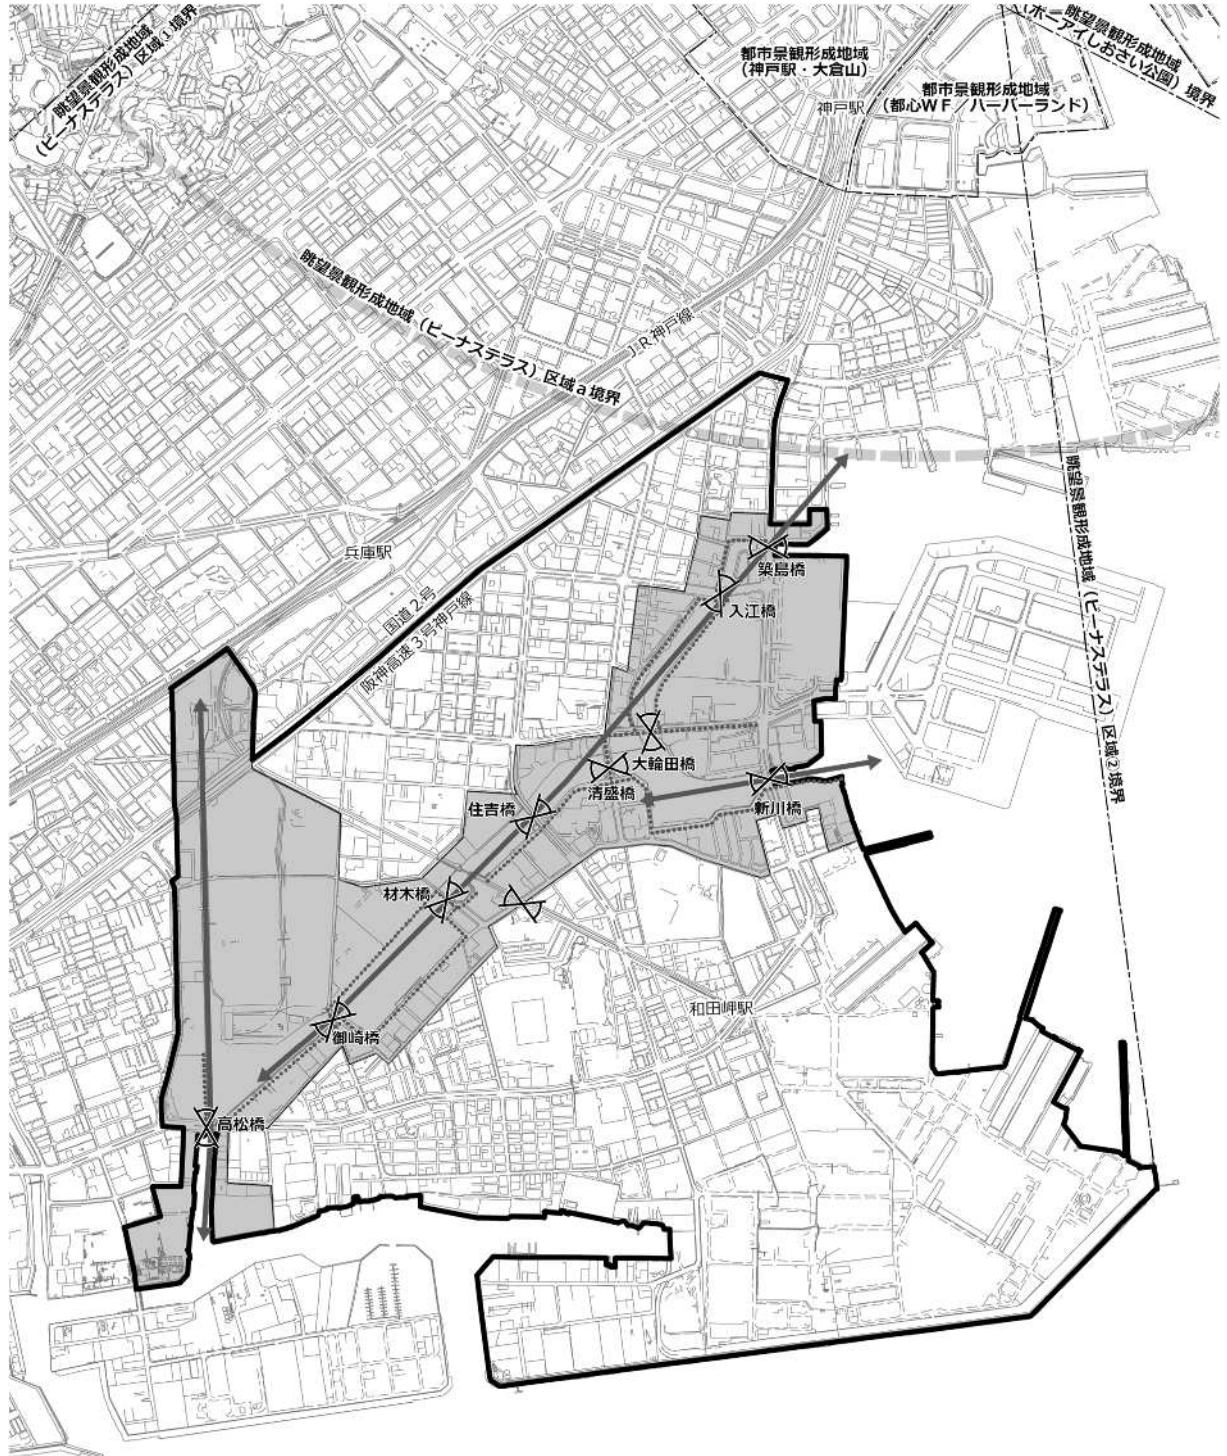 眺望景観形成地域
（ビーナステラス）区域①境界
都市景観形成地域
（神戸駅・大倉山）
眺望景観形成地域
（ポーアイしおさい公園）境界
都市景観形成地域
（都心ＷＦ／ハーバーランド）
神戸駅
眺望景観形成地域（ビーナステラス）区域ａ境界
ＪＲ神戸線
眺望景観形成地域（ビーナステラス）区域②境界
兵庫駅
国道２号
阪神高速３号神戸線
築島橋
入江橋
大輪田橋
清盛橋
住吉橋
新川橋
材木橋
和田岬駅
御崎橋
高松橋